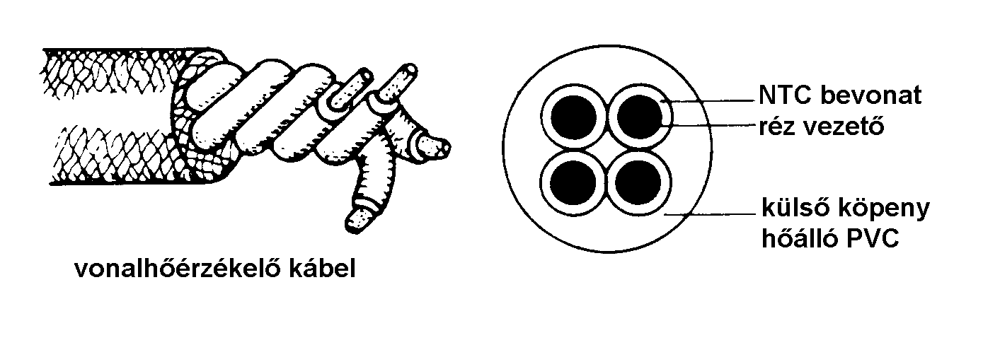 NTC bevonat
réz vezető
külső köpeny
hőálló PVC
vonalhőérzékelő kábel